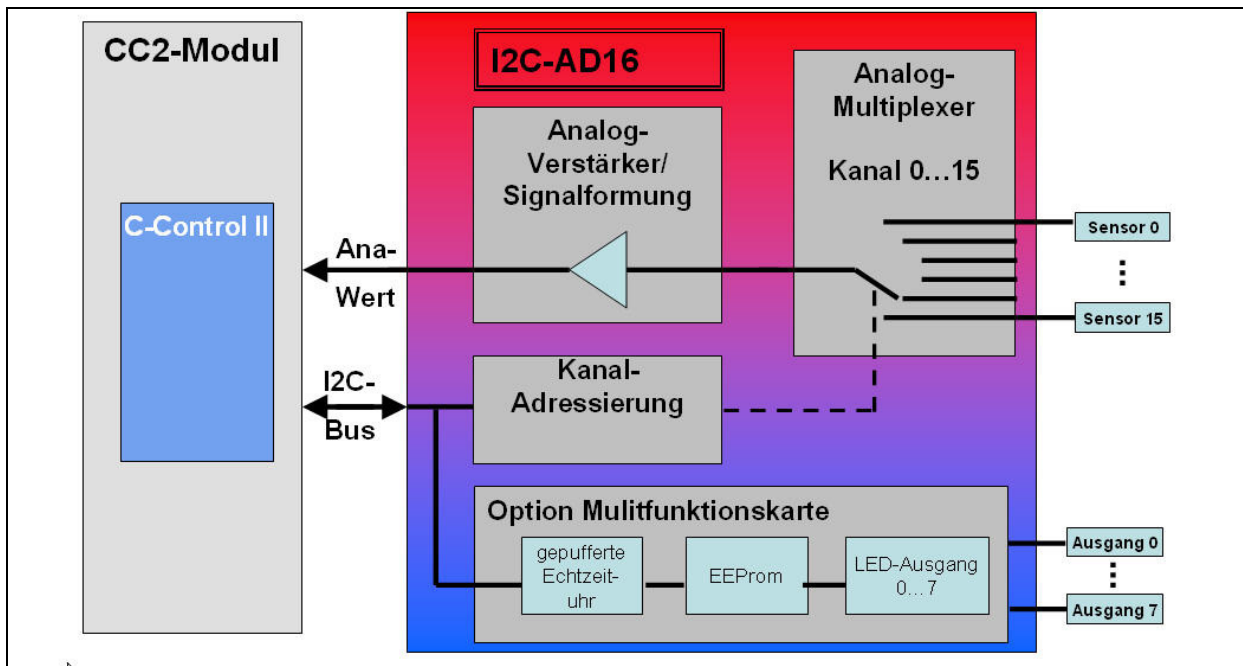 CC2-Modul
C-Control II
Ana-
Wert
I2C-
Bus
I2C-AD16
Analog-
Verstärker/
Signalformung
Analog-
Multiplexer
Kanal 0...15
Sensor 0
Sensor 15
Kanal-
Adressierung
Option Mulitfunktionskarte
gepufferte
Echtzeit-
uhr
EEProm
LED-Ausgang
0...7
Ausgang 0
Ausgang 7